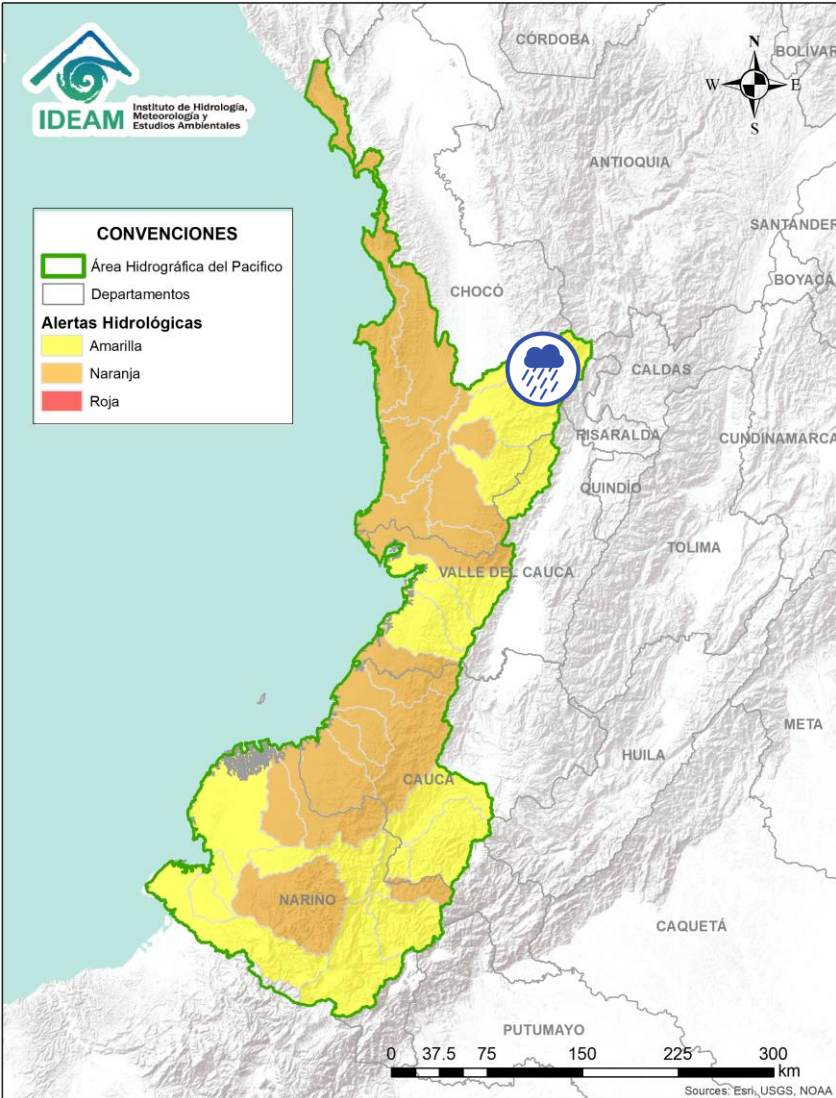 IDEAM
Instituto de Hidrología,
Meteorología y
Estudios Ambientales
CÓRDOBA
BOLÍVAR
N
W
E
S
ANTIOQUIA
SANTANDER
BOYACÁ
CONVENCIONES
Área Hidrográfica del Pacifico
Departamentos
Alertas Hidrológicas
Amarilla
Naranja
Roja
CHOCÓ
CALDAS
RISARALDA
CUNDINAMARCA
QUINDÍO
TOLIMA
VALLE DEL CAUCA
META
HUILA
CAUCA
NARIÑO
CAQUETÁ
PUTUMAYO
0 37.5 75 150 225 300
km
Sources: Esri, USGS, NOAA